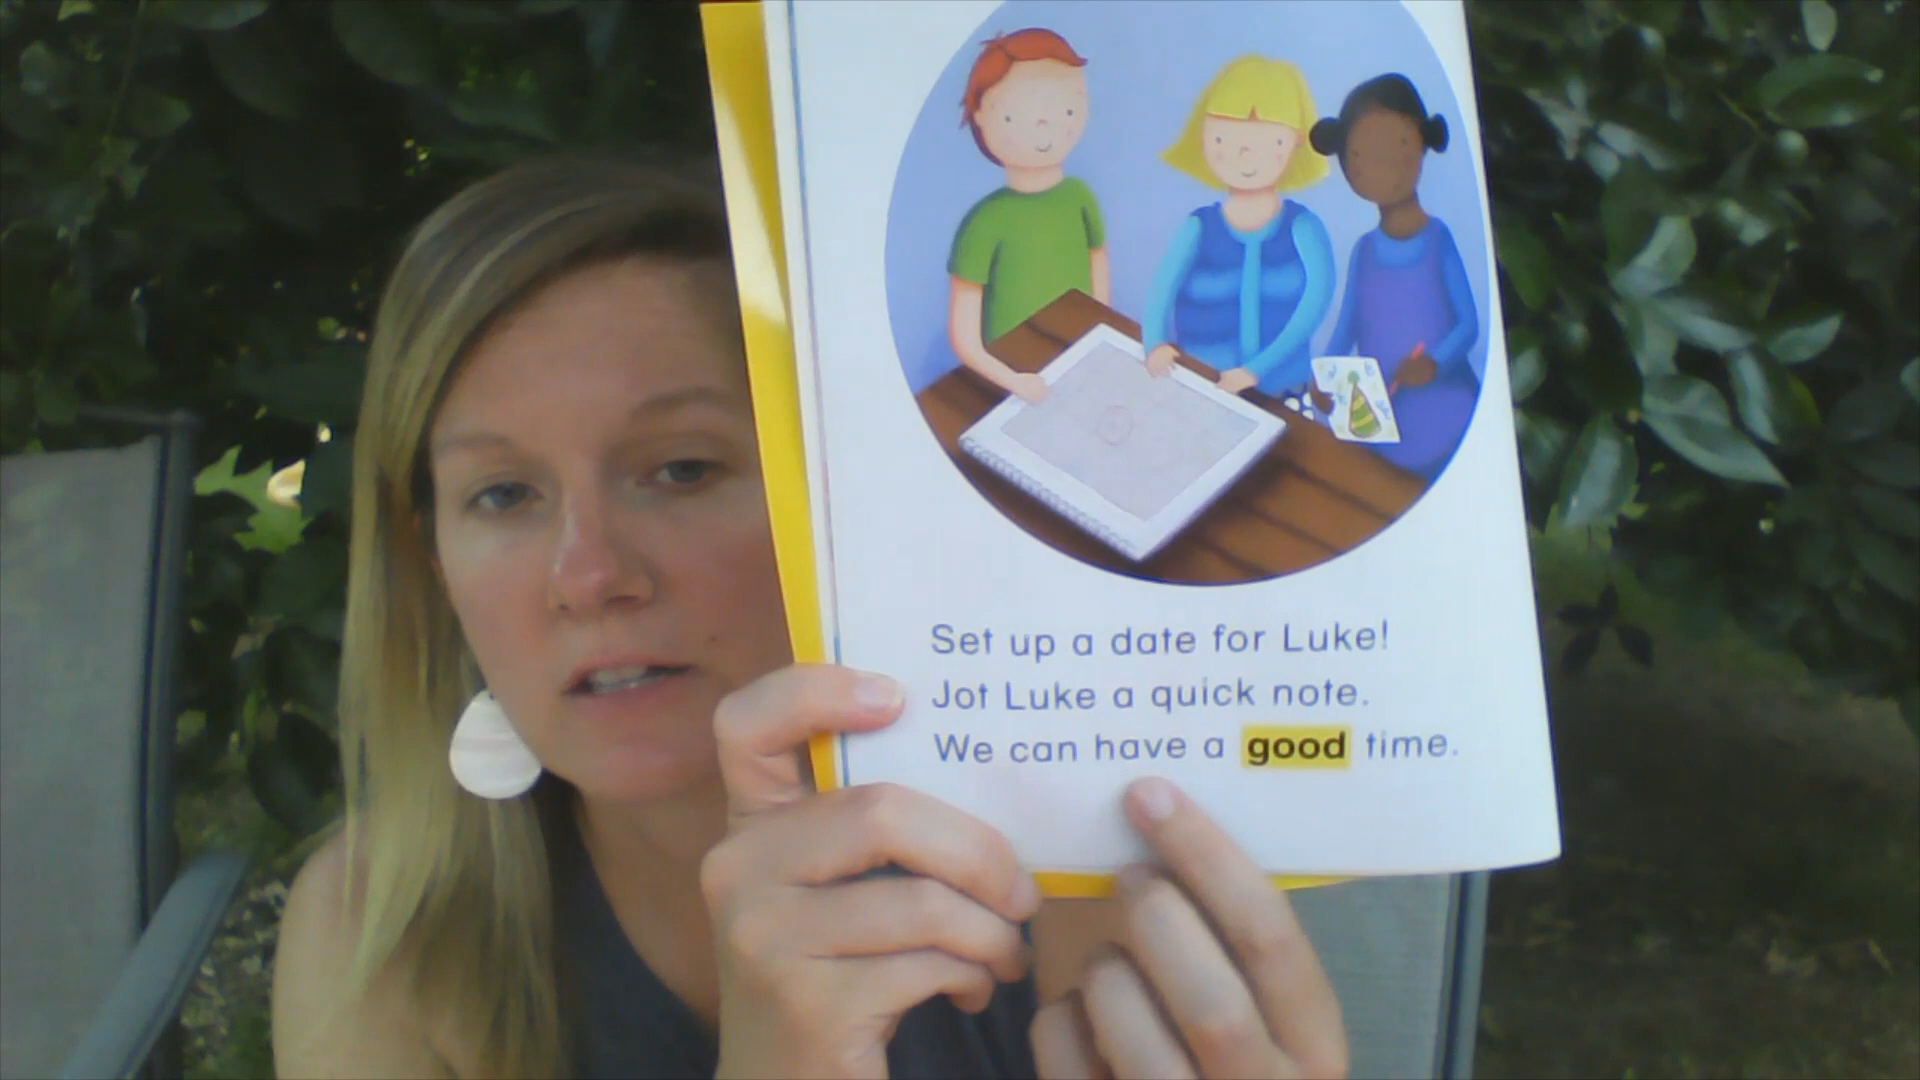 Set up a date for Luke!
Jot Luke a quick note.
We can have a good time.